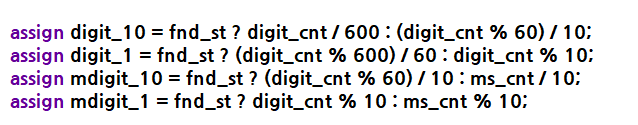 assign digit_10 = fnd_st ? digit_cnt / 600 : (digit_cnt % 60) / 10;
assign digit_1 = fnd_st ? (digit_cnt % 600) / 60 : digit_cnt % 10;
assign mdigit_10 = fnd_st ? (digit_cnt % 60) / 10 : ms_cnt / 10;
assign mdigit_1 = fnd_st ? digit_cnt % 10 : ms_cnt % 10;